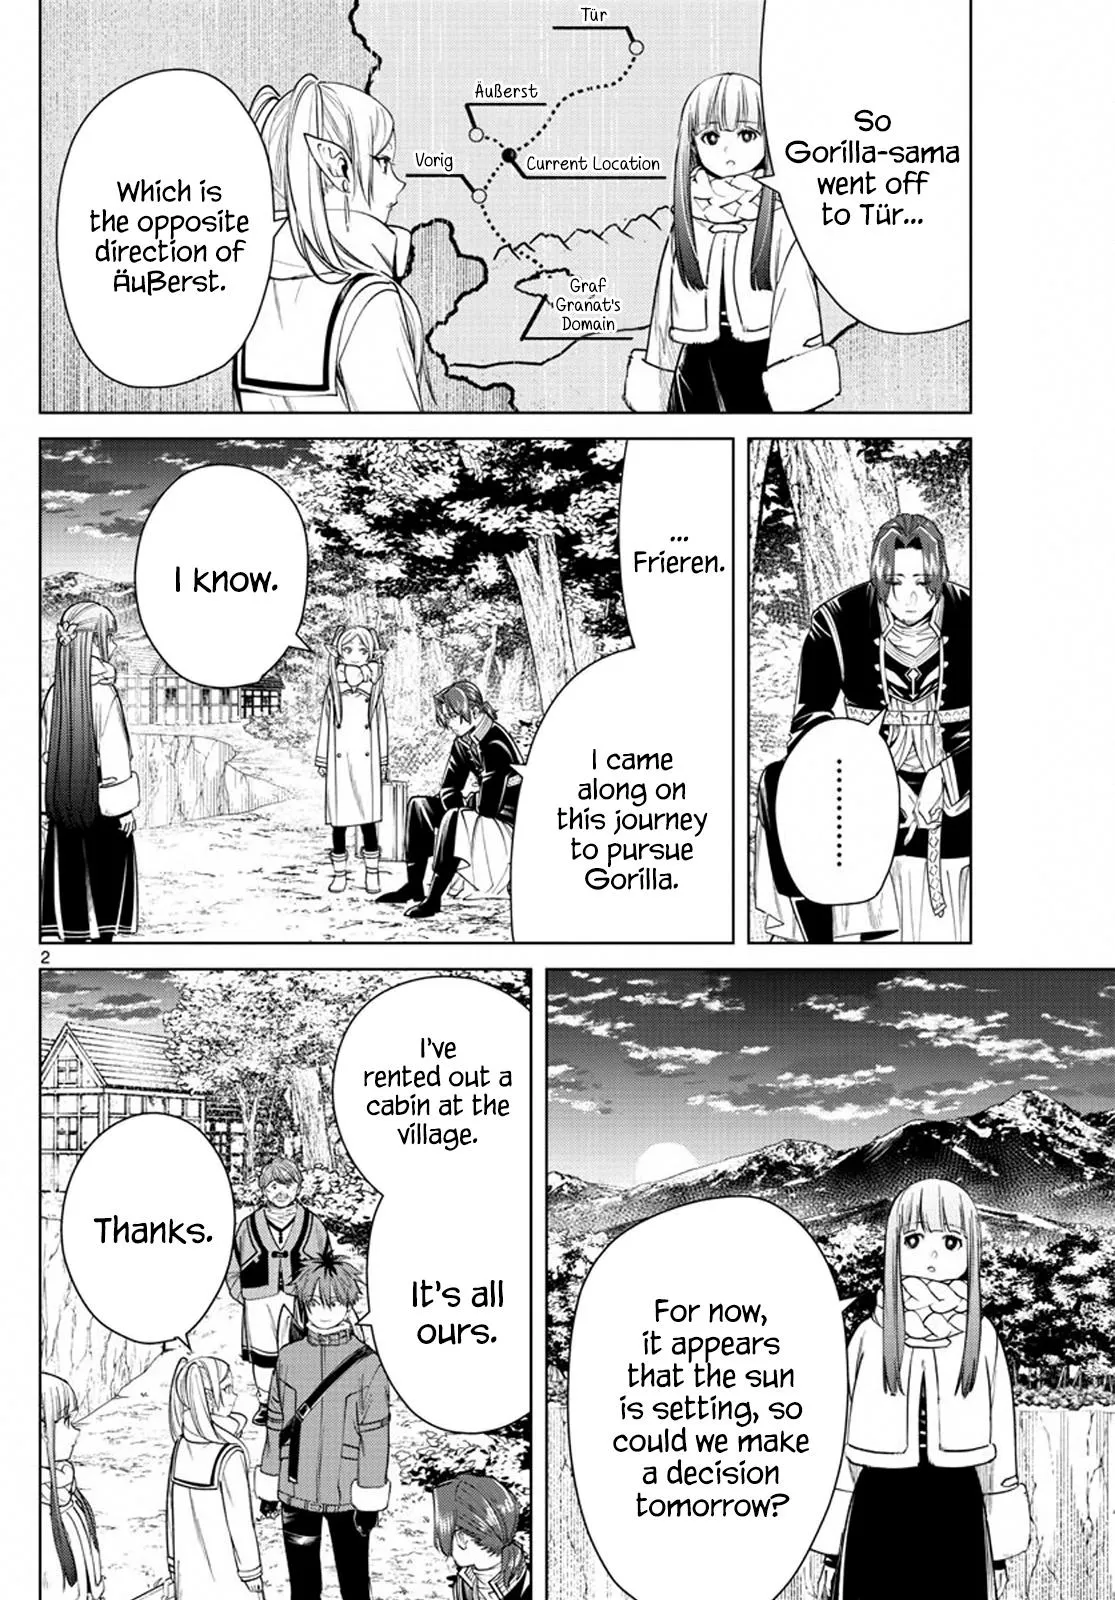 So
Gorilla-sama
went off
to Tür...
Tür
Äußerst
Vorig
Current Location
Graf
Granat's
Domain
Which is
the opposite
direction of
Äußerst.
.........
...
Frieren.
I came
along on
this journey
to pursue
Gorilla.
I know.
2
For now,
it appears
that the sun
is setting, so
could we make
a decision
tomorrow?
I've
rented out a
cabin at the
village.
It's all
ours.
Thanks.